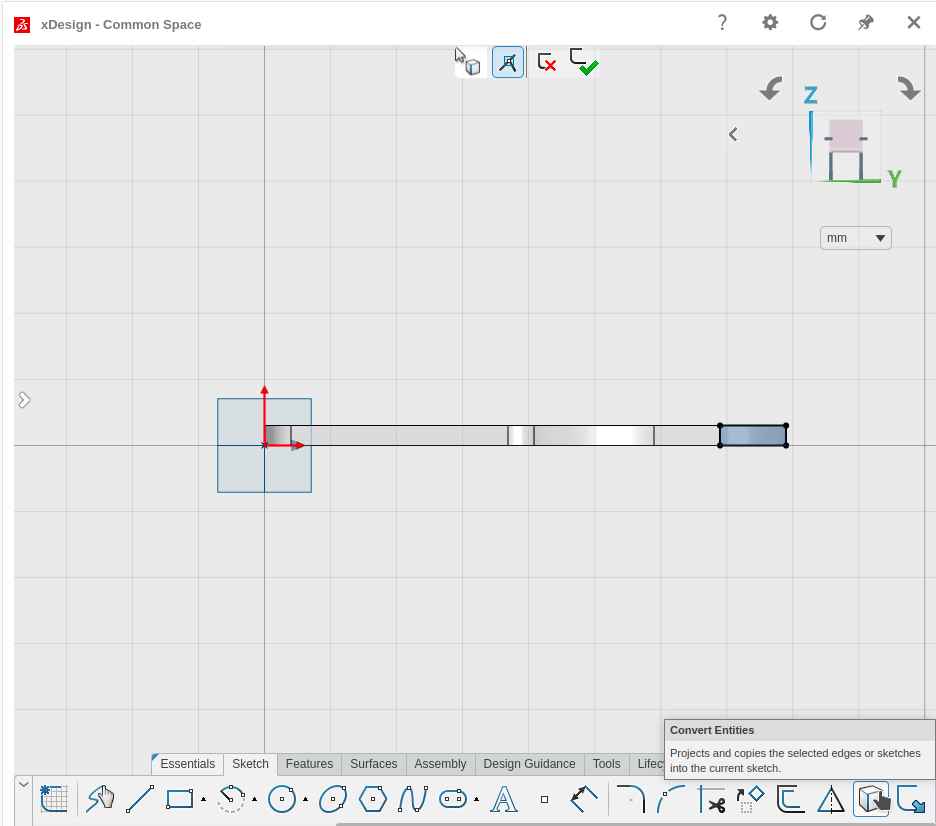 xDesign - Common Space
?
Z
Y
mm
Convert Entities
Projects and copies the selected edges or sketches
into the current sketch.
Essentials
Sketch
Features
Surfaces
Assembly
Design Guidance
Tools
Lifec
A